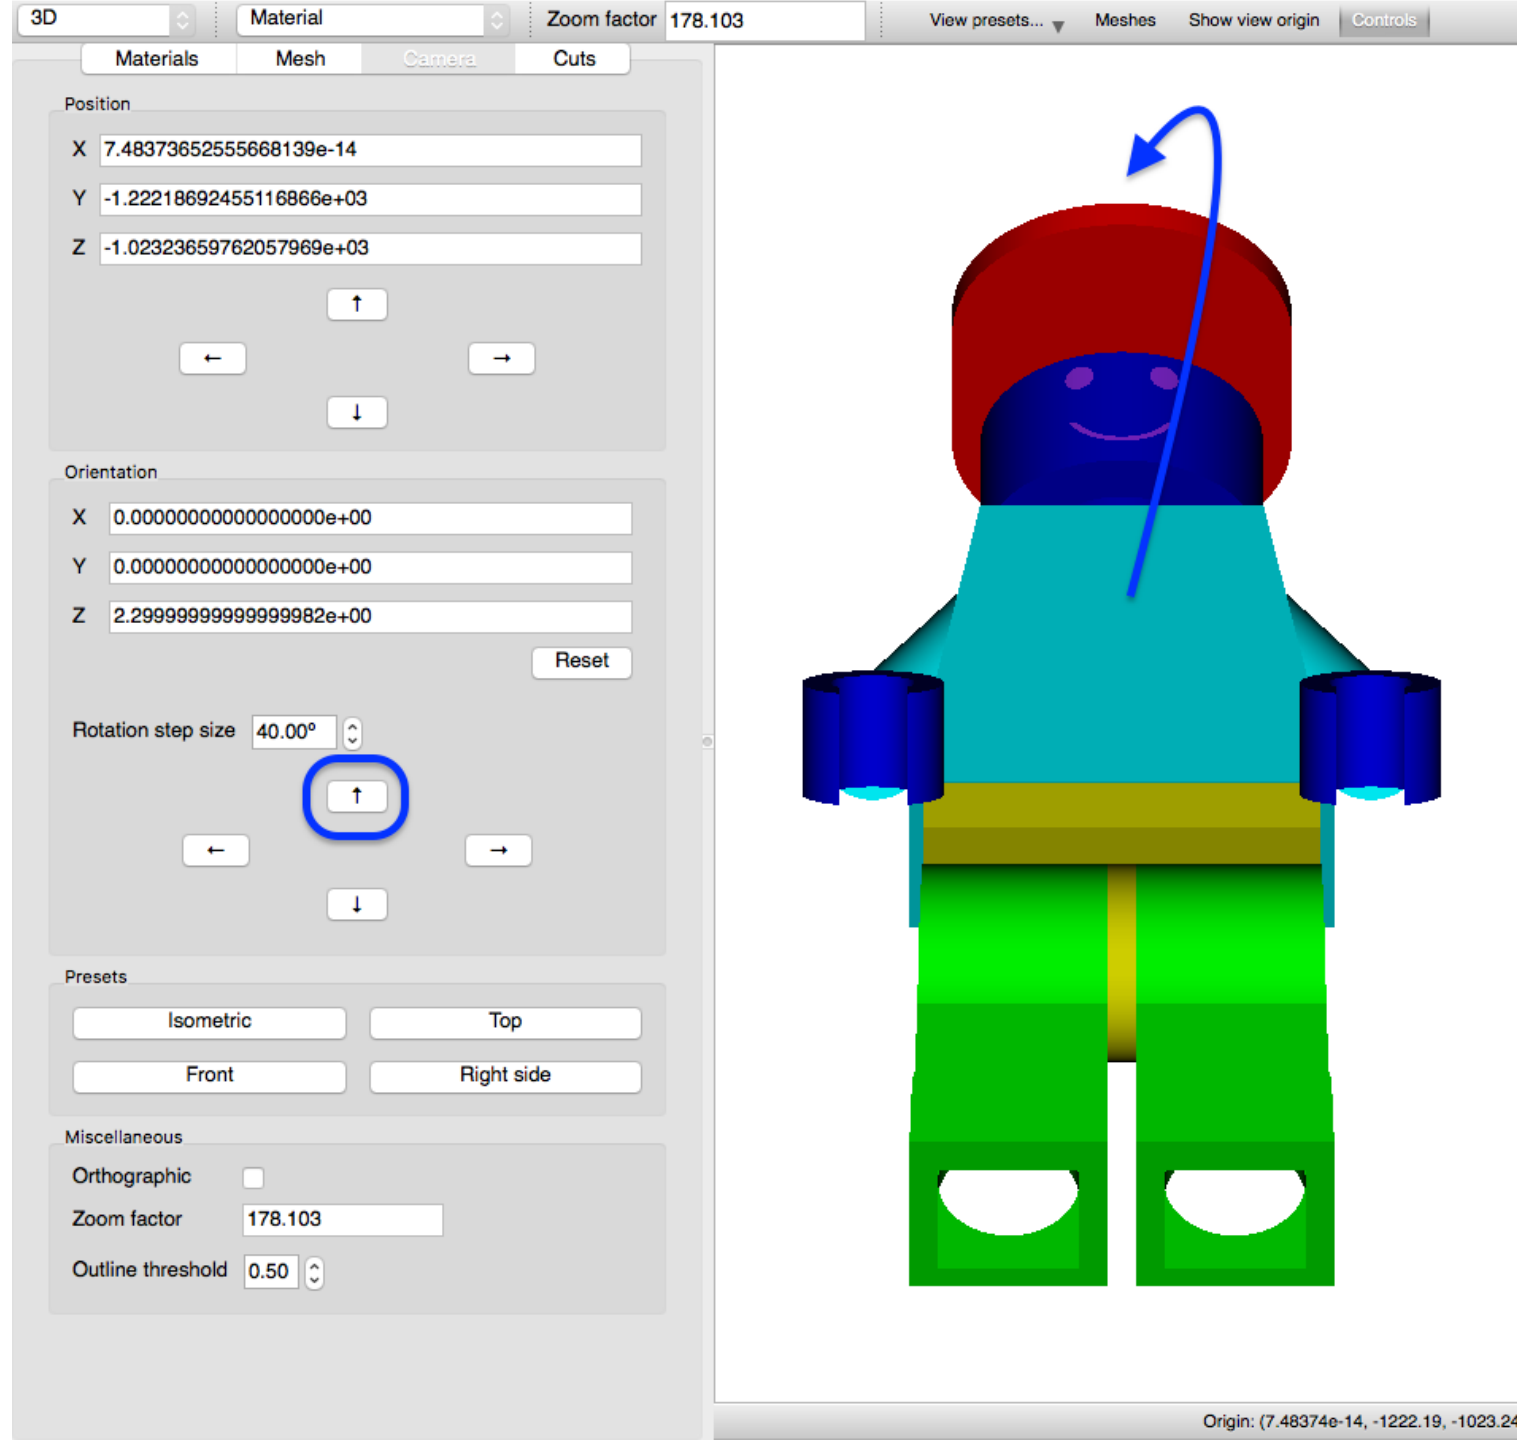 3D Material Zoom factor 178.103 View presets... Meshes Show view origin Controls
Materials Mesh Camera Cuts
Position
X 7.48373652555668139e-14
Y -1.22218692455116866e+03
Z -1.02323659762057969e+03
↑
← →
↓
Orientation
X 0.00000000000000000e+00
Y 0.00000000000000000e+00
Z 2.29999999999999982e+00
Reset
Rotation step size 40.00º
↑
← →
↓
Presets
Isometric Top
Front Right side
Miscellaneous
Orthographic
Zoom factor 178.103
Outline threshold 0.50
Origin: (7.48374e-14, -1222.19, -1023.24